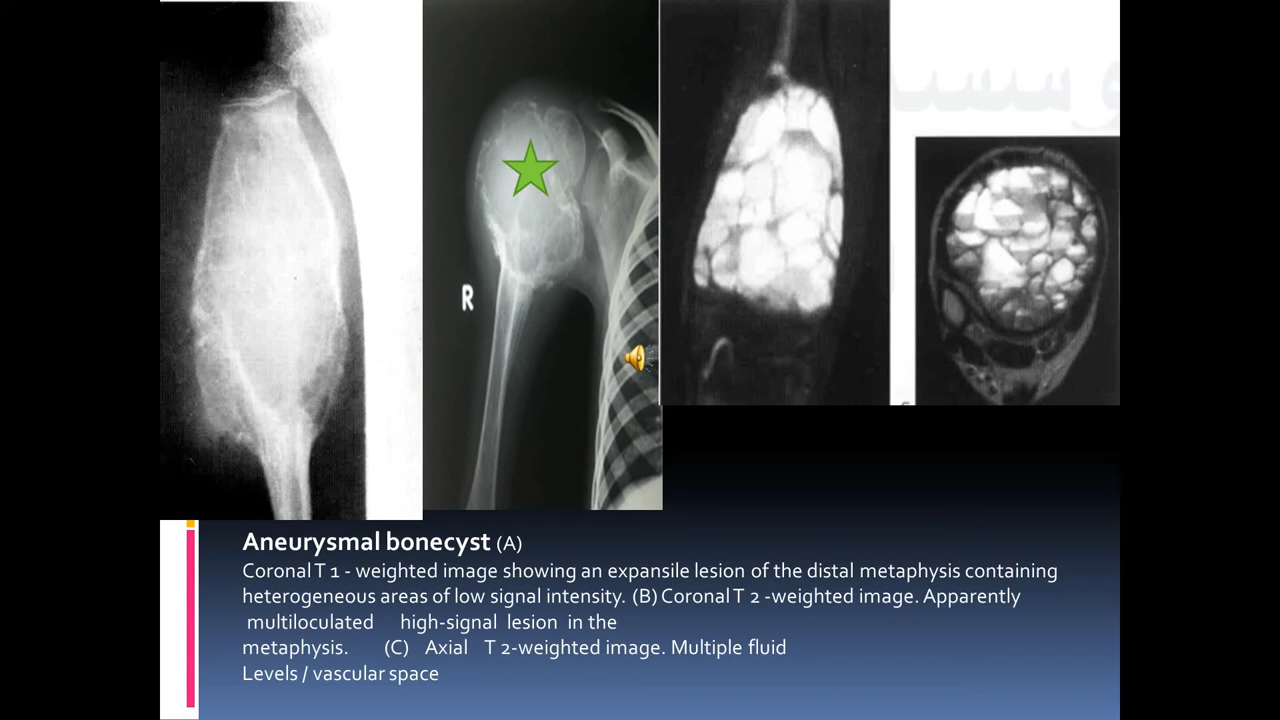 R
Aneurysmal bonecyst (A)
Coronal T 1 - weighted image showing an expansile lesion of the distal metaphysis containing
heterogeneous areas of low signal intensity. (B) Coronal T 2 -weighted image. Apparently
multiloculated high-signal lesion in the
metaphysis. (C) Axial T 2-weighted image. Multiple fluid
Levels / vascular space